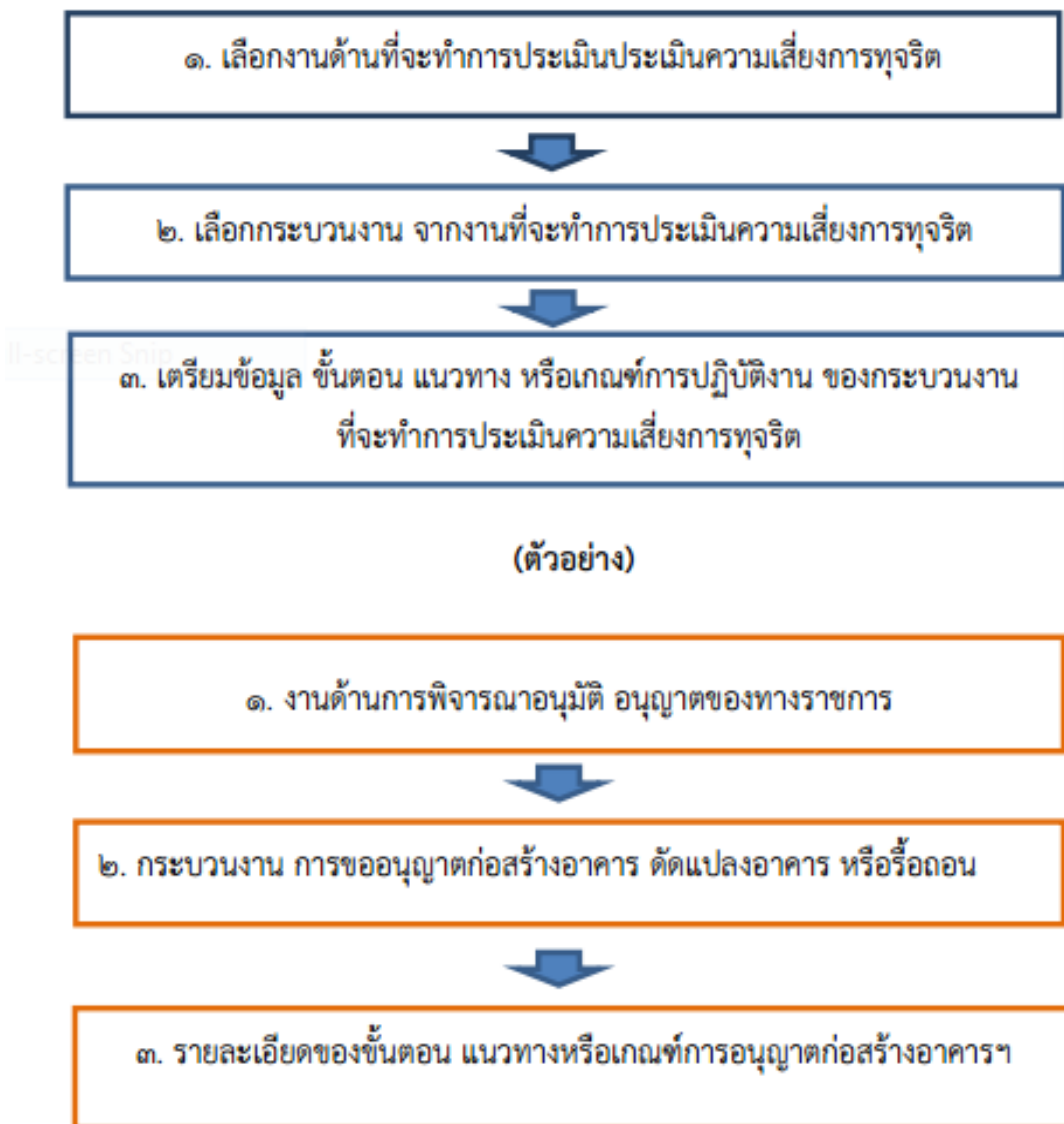 ๑. เลือกงานด้านที่จะทำการประเมินประเมินความเสี่ยงการทุจริต
๒. เลือกกระบวนงาน จากงานที่จะทำการประเมินความเสี่ยงการทุจริต
ll-screen Snip
๓. เตรียมข้อมูล ขั้นตอน แนวทาง หรือเกณฑ์การปฏิบัติงาน ของกระบวนงาน
ที่จะทำการประเมินความเสี่ยงการทุจริต
(ตัวอย่าง)
๑. งานด้านการพิจารณาอนุมัติ อนุญาตของทางราชการ
๒. กระบวนงาน การขออนุญาตก่อสร้างอาคาร ดัดแปลงอาคาร หรือรื้อถอน
๓. รายละเอียดของขั้นตอน แนวทางหรือเกณฑ์การอนุญาตก่อสร้างอาคารฯ